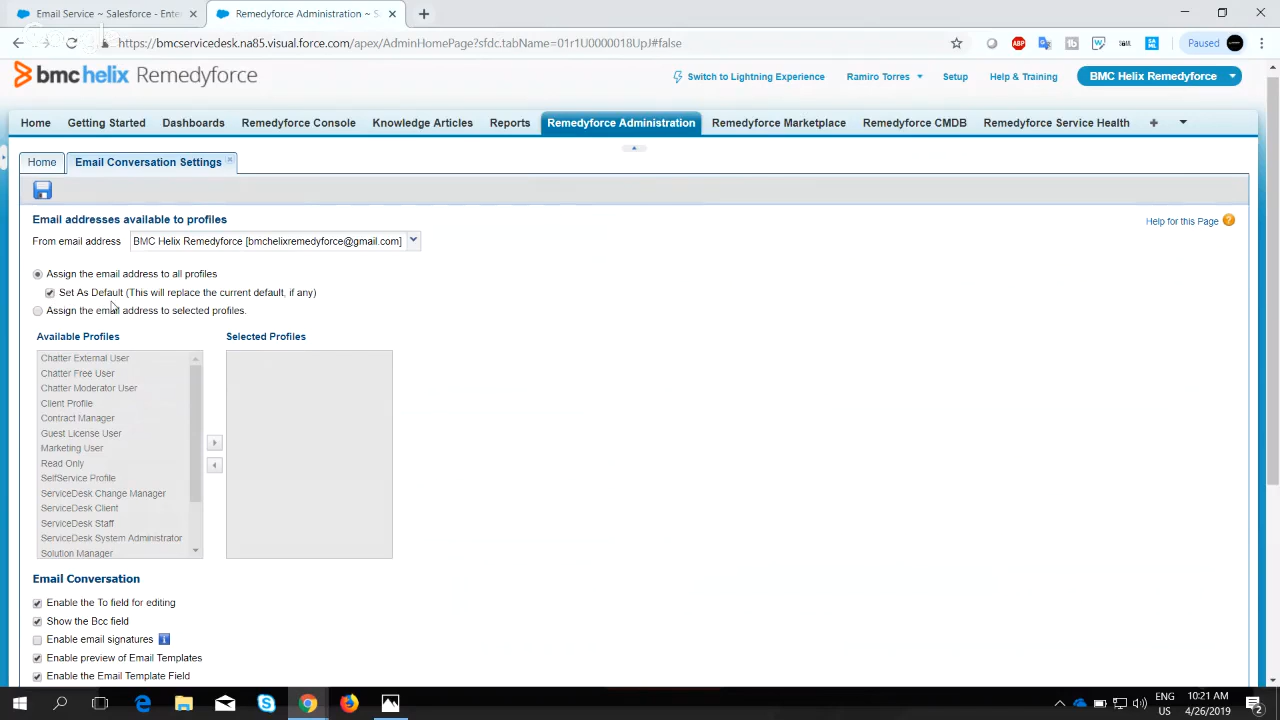 Email Service ~ Salesforce - Ente
Remedyforce Administration ~ S
https://bmcservicedesk.na85.visual.force.com/apex/AdminHomePage?sfdc.tabName=01r1U0000018UpJ#false
ABP
Paused
bmc helix Remedyforce
Switch to Lightning Experience
Ramiro Torres
Setup
Help & Training
BMC Helix Remedyforce
Home
Getting Started
Dashboards
Remedyforce Console
Knowledge Articles
Reports
Remedyforce Administration
Remedyforce Marketplace
Remedyforce CMDB
Remedyforce Service Health
Home
Email Conversation Settings
Email addresses available to profiles
Help for this Page
From email address
BMC Helix Remedyforce [bmchelixremedyforce@gmail.com]
Assign the email address to all profiles
Set As Default (This will replace the current default, if any)
Assign the email address to selected profiles.
Available Profiles
Selected Profiles
Chatter External User
Chatter Free User
Chatter Moderator User
Client Profile
Contract Manager
Guest License User
Marketing User
Read Only
SelfService Profile
ServiceDesk Change Manager
ServiceDesk Client
ServiceDesk Staff
ServiceDesk System Administrator
Solution Manager
Email Conversation
Enable the To field for editing
Show the Bcc field
Enable email signatures
Enable preview of Email Templates
Enable the Email Template Field
ENG
US
10:21 AM
4/26/2019
2